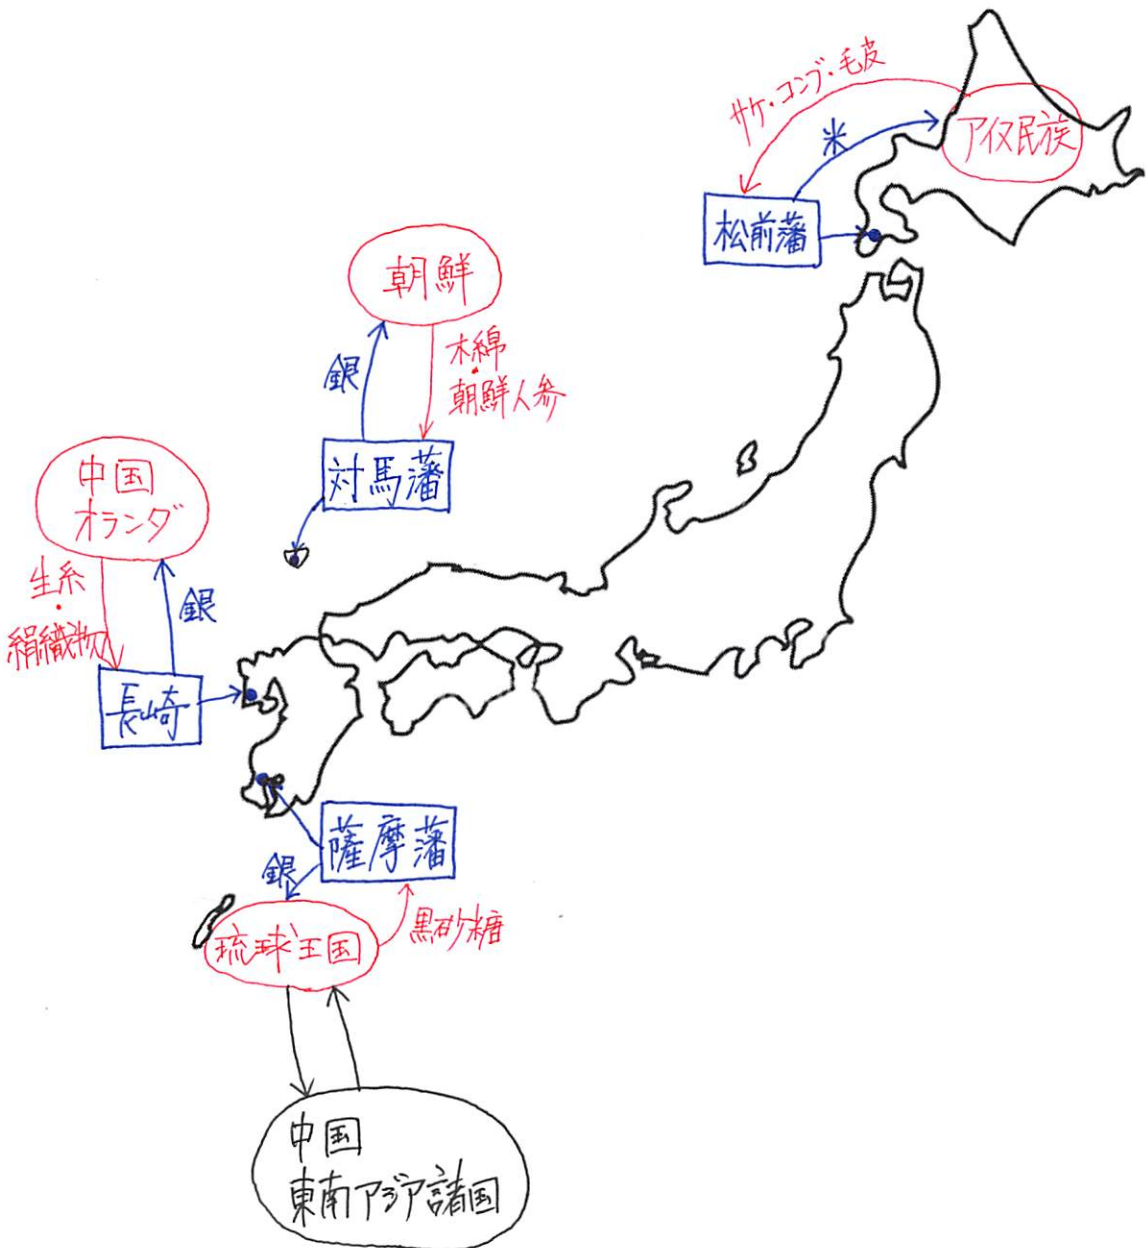 サケ・コンブ・毛皮
米
アイヌ民族
松前藩
朝鮮
銀
木綿
・
朝鮮人参
対馬藩
中国
オランダ
生糸
・
絹織物
銀
長崎
薩摩藩
銀
琉球王国
黒砂糖
中国
東南アジア諸国